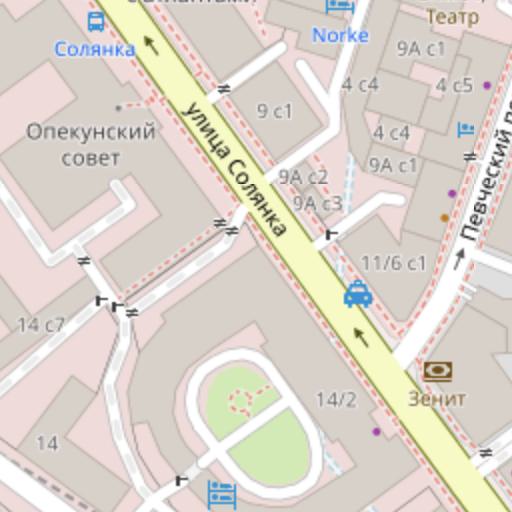 Театр
Norke
9А с1
Солянка
4 с4
4 с5
9 с1
Опекунский
совет
4 с4
9А с1
улица Солянка
9А с2
9А с3
Певческий
11/6 с1
14 с7
14/2
Зенит
14